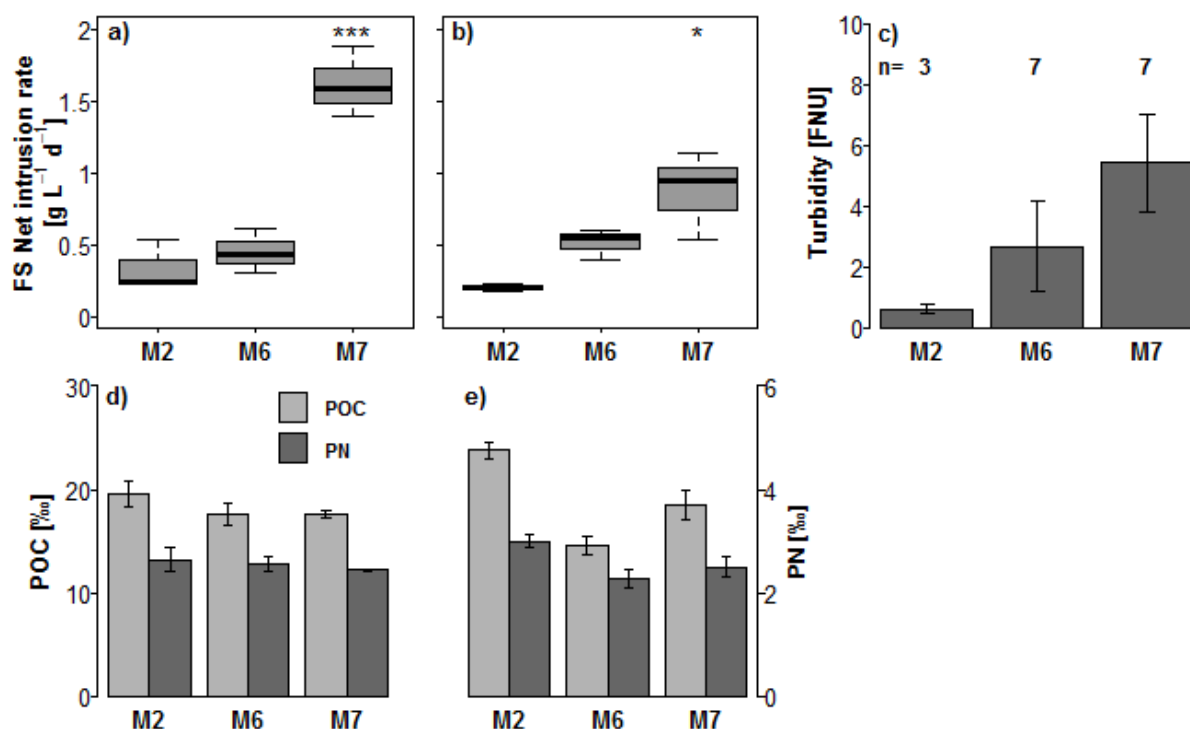 FS Net intrusion rate
[g L⁻¹ d⁻¹]
2
1.5
1
0.5
0
a)
***
M2 M6 M7
b)
*
M2 M6 M7
Turbidity [FNU]
10
8
6
4
2
0
c)
n= 3 7 7
M2 M6 M7
POC [‰]
30
20
10
0
d)
POC
PN
M2 M6 M7
e)
M2 M6 M7
6
4
2
0
PN [‰]